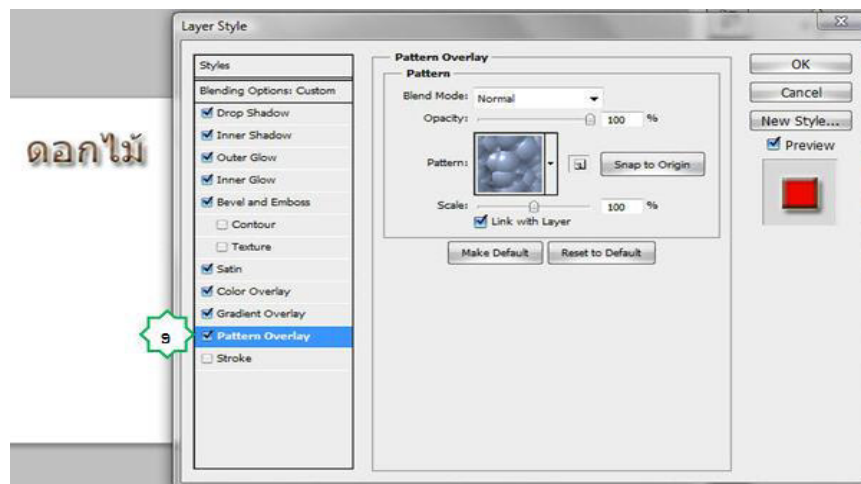 Layer Style
ดอกไม้
Styles
Blending Options: Custom
Drop Shadow
Inner Shadow
Outer Glow
Inner Glow
Bevel and Emboss
Contour
Texture
Satin
Color Overlay
Gradient Overlay
9
Pattern Overlay
Stroke
Pattern Overlay
Pattern
Blend Mode: Normal
Opacity: 100 %
Pattern: Snap to Origin
Scale: 100 %
Link with Layer
Make Default Reset to Default
OK
Cancel
New Style...
Preview